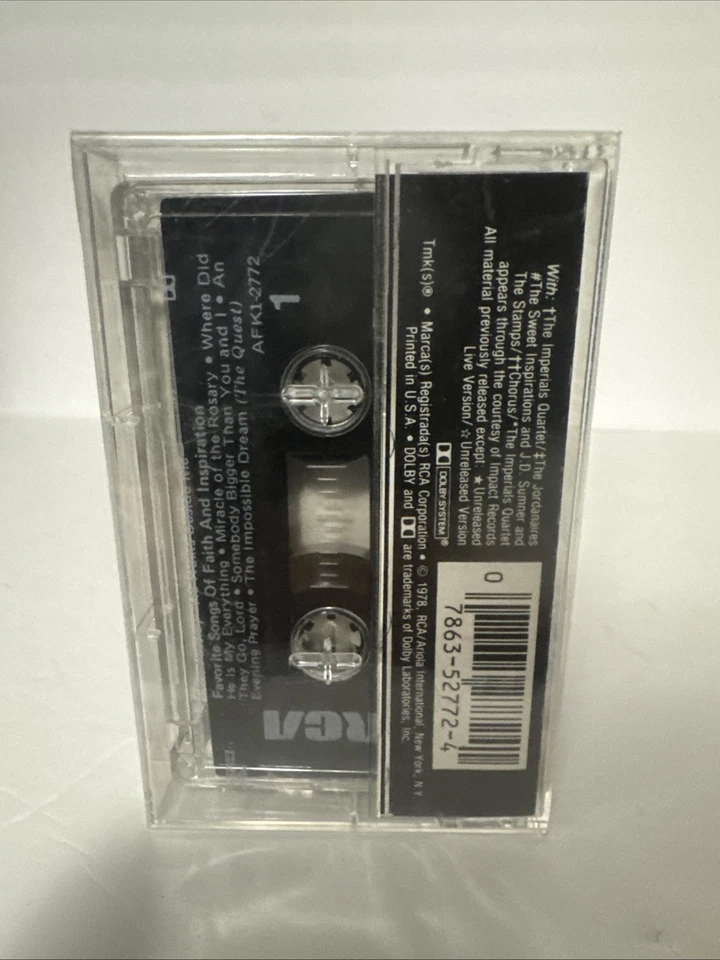 With: †The Imperials Quartet/‡The Jordanaires
#The Sweet Inspirations and J.D. Sumner and
The Stamps/††Chorus/*The Imperials Quartet
appears through the courtesy of Impact Records
All material previously released except: ★Unreleased
Live Version/☆Unreleased Version
DOLBY SYSTEM®
Tmk(s)® • Marca(s) Registrada(s) RCA Corporation • © 1978, RCA/Ariola International, New York, N.Y.
Printed in U.S.A. • DOLBY and are trademarks of Dolby Laboratories, Inc.
0 7863-52772-4
1
AFK1-2772
Favorite Songs Of Faith And Inspiration
He Is My Everything • Miracle of the Rosary • Where Did
They Go, Lord • Somebody Bigger Than You and I • An
Evening Prayer • The Impossible Dream (The Quest)
RCA